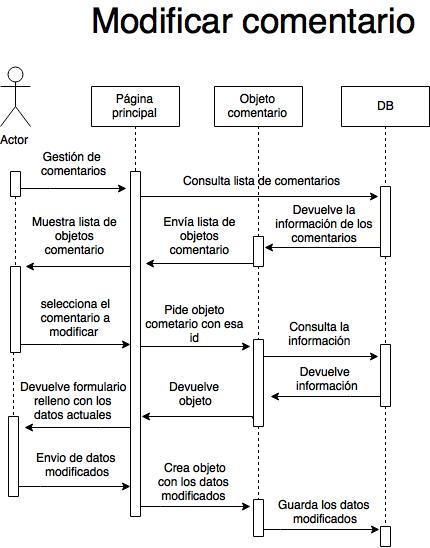 Modificar comentario
Página
principal
Objeto
comentario
DB
Actor
Gestión de
comentarios
Consulta lista de comentarios
Muestra lista de
objetos
comentario
Envía lista de
objetos
comentario
Devuelve la
información de los
comentarios
selecciona el
comentario a
modificar
Pide objeto
cometario con esa
id
Consulta la
información
Devuelve formulario
relleno con los
datos actuales
Devuelve
objeto
Devuelve
información
Envio de datos
modificados
Crea objeto
con los datos
modificados
Guarda los datos
modificados